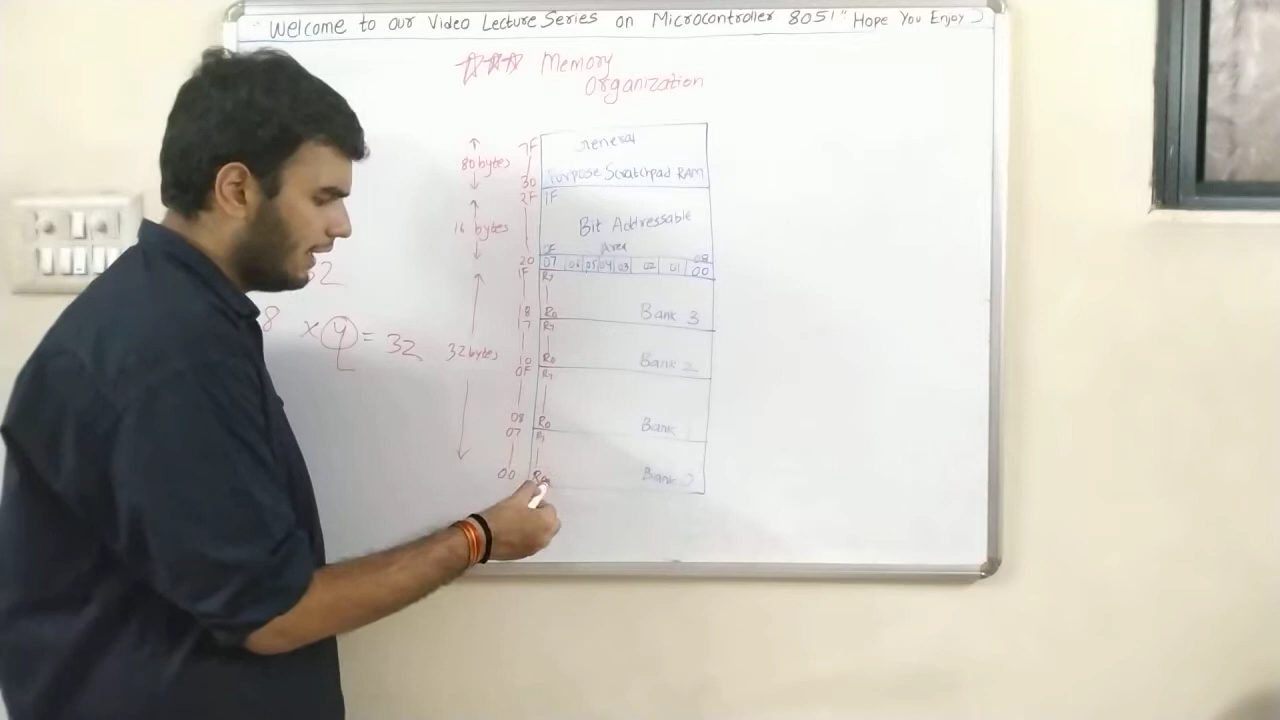 " Welcome to our Video Lecture Series on Microcontroller 8051 " Hope You Enjoy
Memory
Organization
7F General
80 bytes
30 Purpose Scratchpad RAM
2F 1F
16 bytes Bit Addressable
Area
20 07 06 05 04 03 02 01 00
08
1F R7
18 R0 Bank 3
17 R7
32
8 x 4 = 32
32 bytes
10 R0 Bank 2
0F R7
08 R0 Bank
07 R7
00 R0 Bank